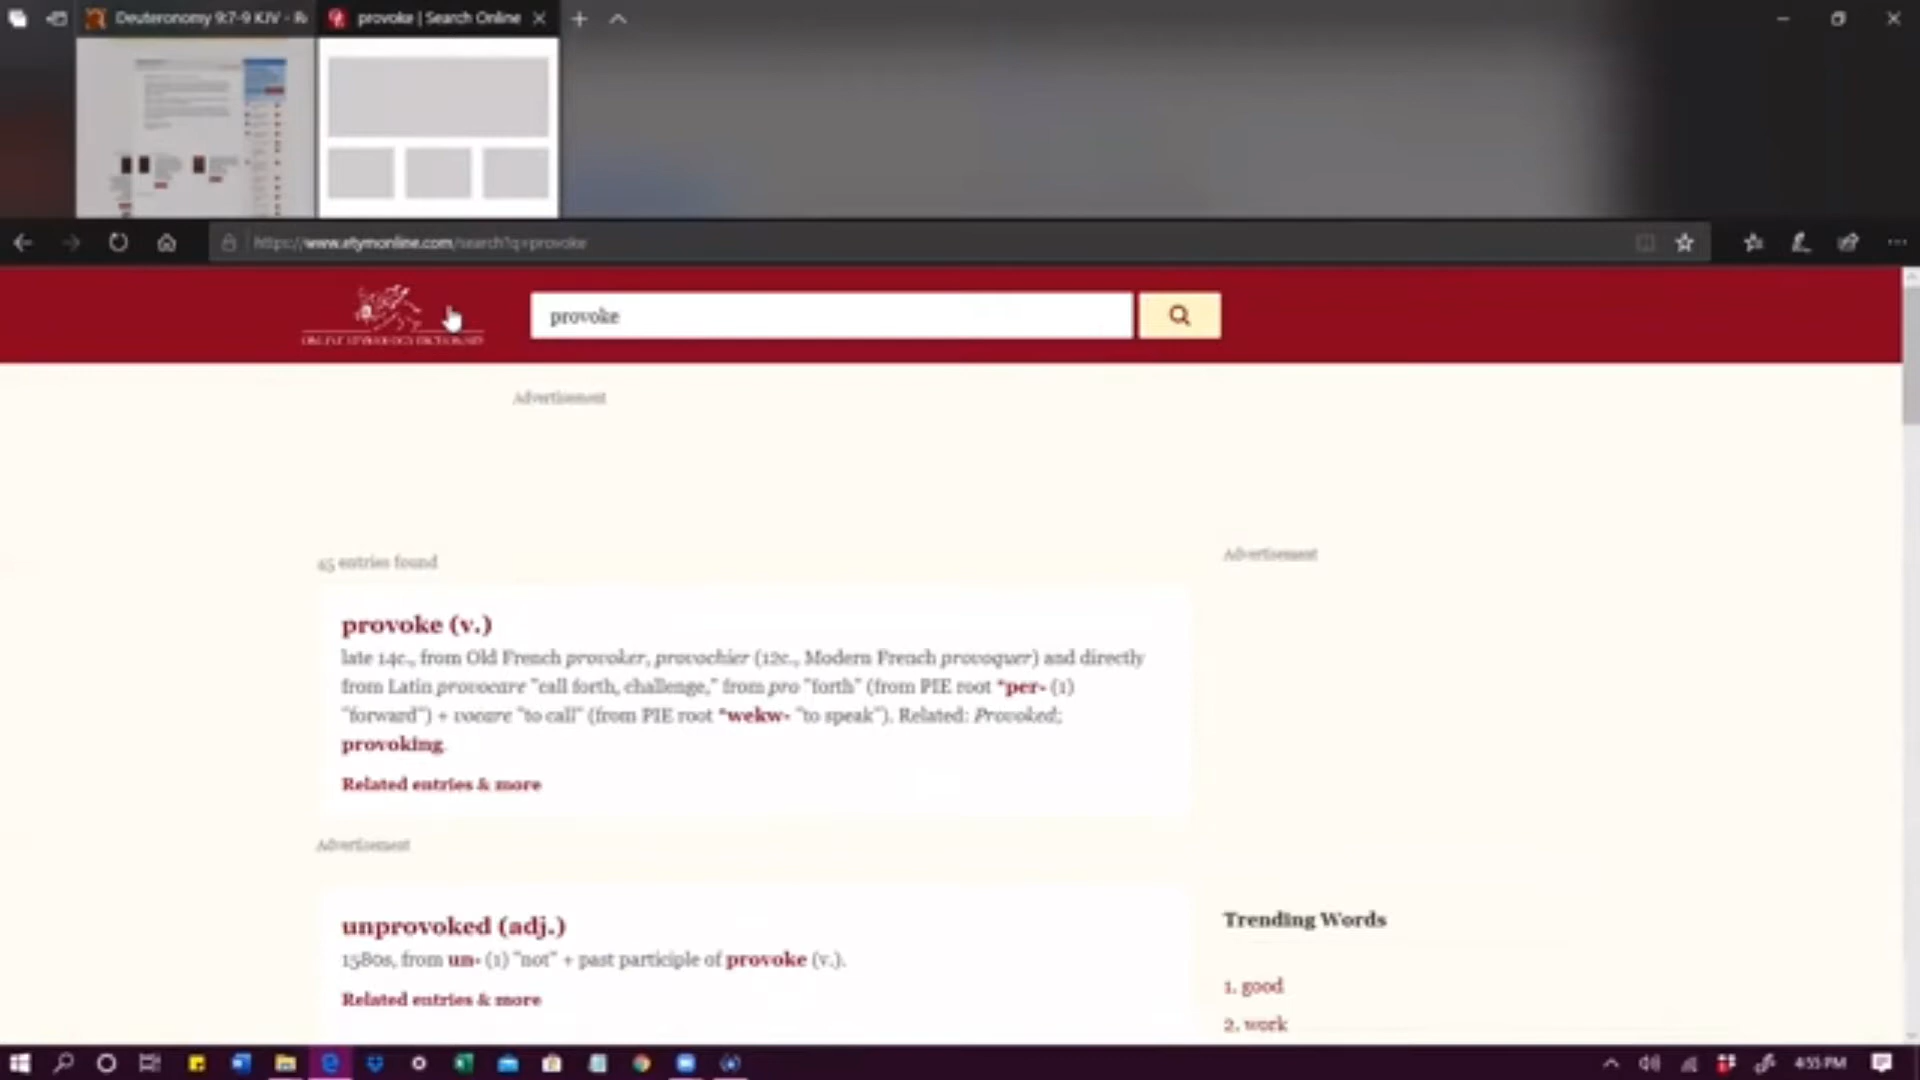 Deuteronomy 9:7-9 KJV - R
provoke | Search Online
https://www.etymonline.com/search?q=provoke
ONLINE ETYMOLOGY DICTIONARY
provoke
Advertisement
45 entries found
Advertisement
provoke (v.)
late 14c., from Old French provoker, provochier (12c., Modern French provoquer) and directly
from Latin provocare "call forth, challenge," from pro "forth" (from PIE root *per- (1)
"forward") + vocare "to call" (from PIE root *wekw- "to speak"). Related: Provoked;
provoking.
Related entries & more
Advertisement
unprovoked (adj.)
1580s, from un- (1) "not" + past participle of provoke (v.).
Related entries & more
Trending Words
1. good
2. work
4:55 PM